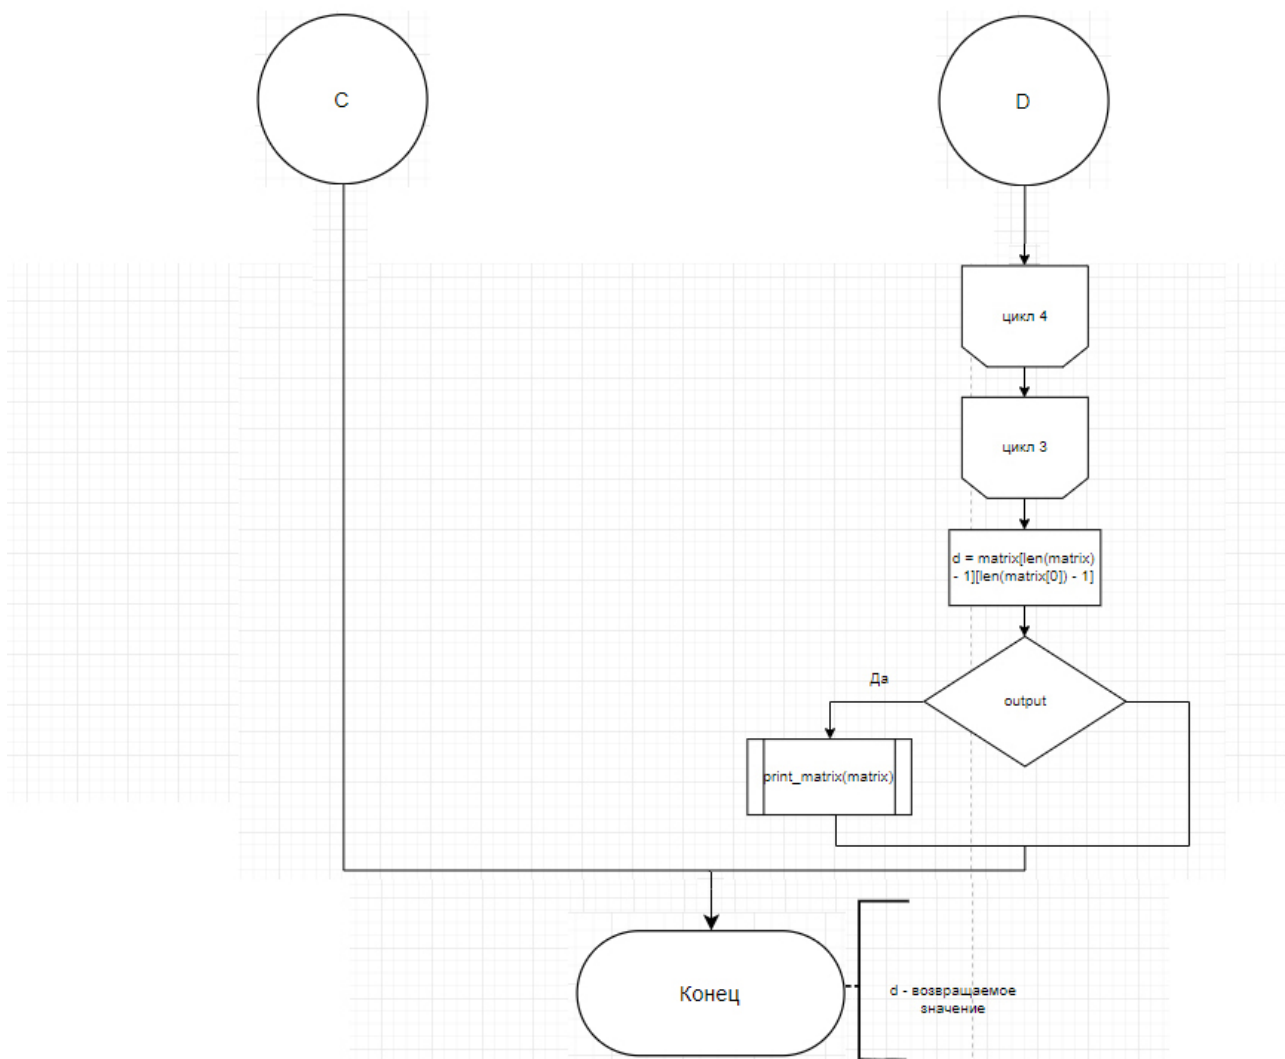 C
D
цикл 4
цикл 3
d = matrix[len(matrix)
- 1][len(matrix[0]) - 1]
Да
output
print_matrix(matrix)
Конец
d - возвращаемое
значение